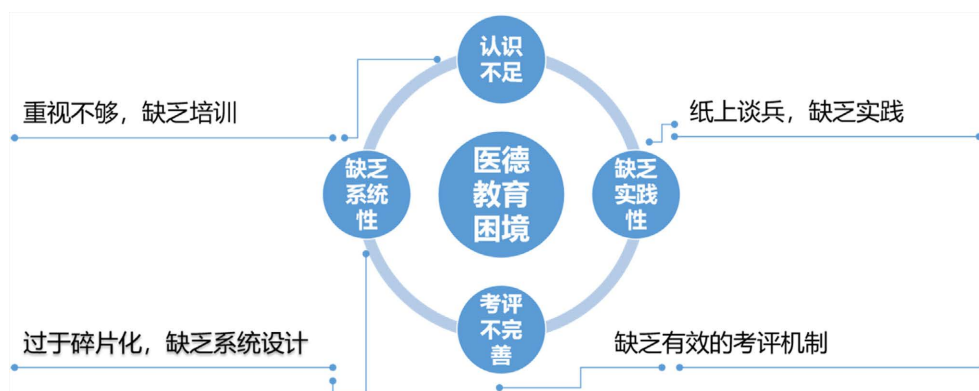 认识
不足
重视不够，缺乏培训
纸上谈兵，缺乏实践
缺乏
系统
性
医德
教育
困境
缺乏
实践
性
考评
不完
善
过于碎片化，缺乏系统设计
缺乏有效的考评机制